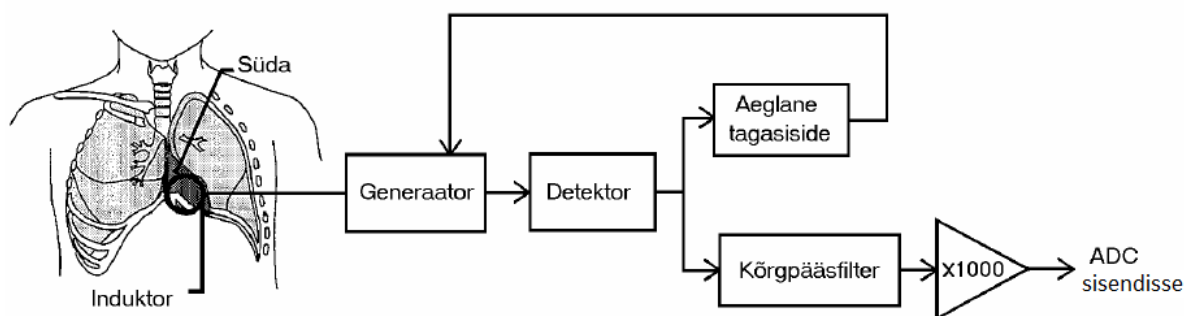 Süda
Induktor
Generaator
Detektor
Aeglane
tagasiside
Kõrgpääsfilter
X1000
ADC
sisendisse